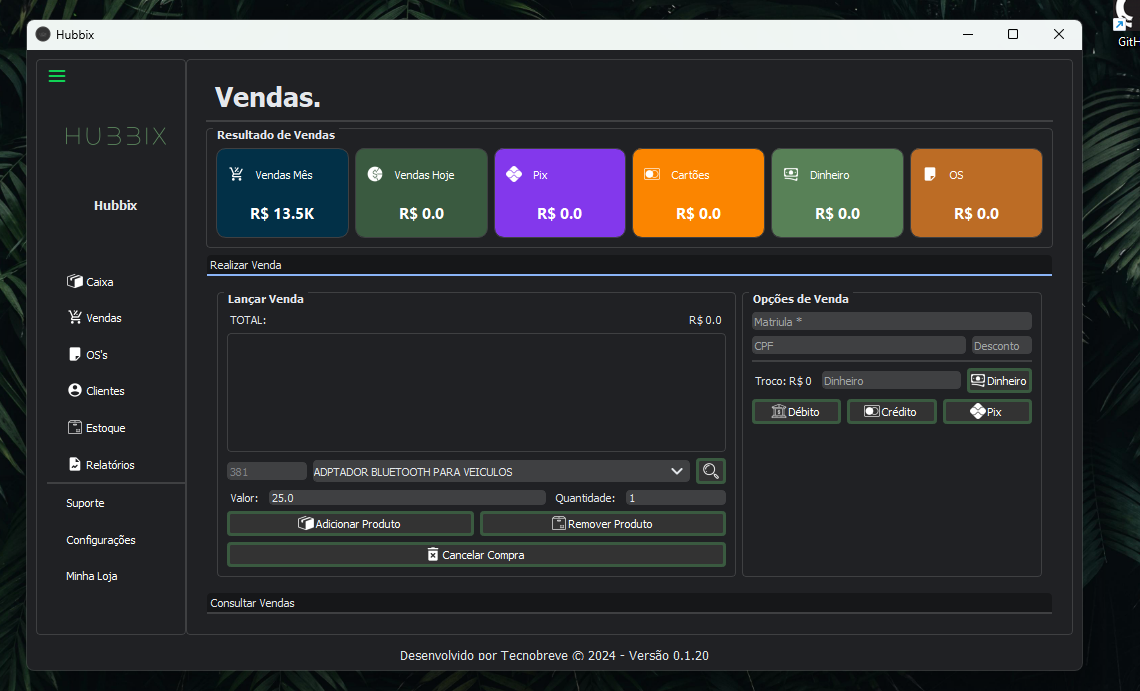 Hubbix
GitH
HUBBIX
Hubbix
Caixa
Vendas
OS's
Clientes
Estoque
Relatórios
Suporte
Configurações
Minha Loja
Vendas.
Resultado de Vendas
Vendas Mês
R$ 13.5K
Vendas Hoje
R$ 0.0
Pix
R$ 0.0
Cartões
R$ 0.0
Dinheiro
R$ 0.0
OS
R$ 0.0
Realizar Venda
Lançar Venda
TOTAL: R$ 0.0
381 ADPTADOR BLUETOOTH PARA VEICULOS
Valor: 25.0 Quantidade: 1
Adicionar Produto Remover Produto
Cancelar Compra
Opções de Venda
Matriula *
CPF Desconto
Troco: R$ 0 Dinheiro Dinheiro
Débito Crédito Pix
Consultar Vendas
Desenvolvido por Tecnobreve © 2024 - Versão 0.1.20